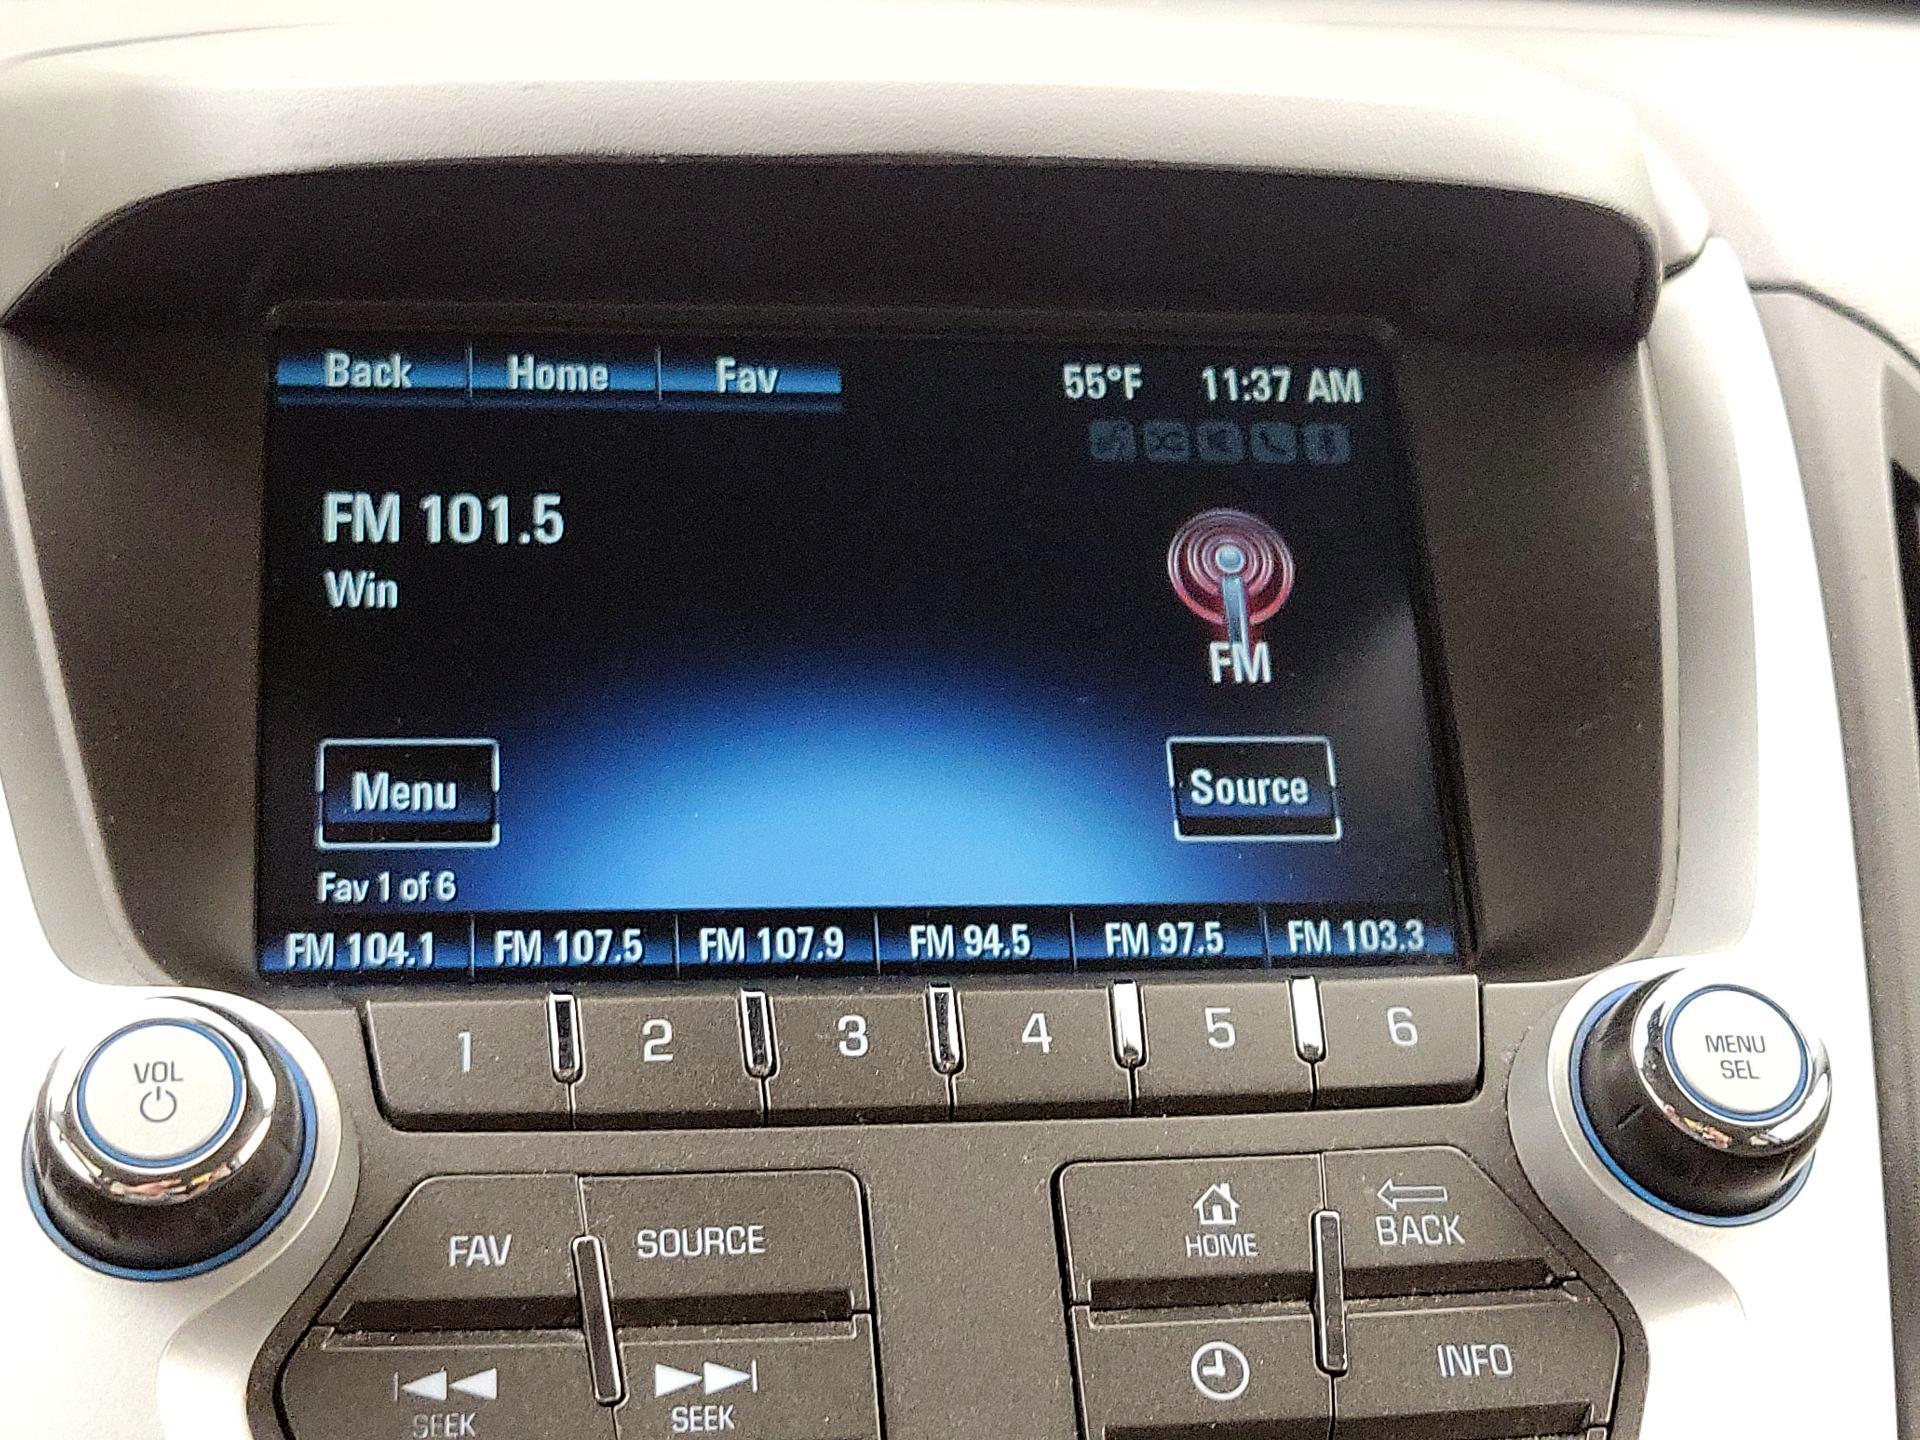 Back Home Fav 55°F 11:37 AM
FM 101.5
Win
FM
Menu Source
Fav 1 of 6
FM 104.1 FM 107.5 FM 107.9 FM 94.5 FM 97.5 FM 103.3
1 2 3 4 5 6
VOL
MENU
SEL
FAV SOURCE
HOME BACK
INFO
SEEK SEEK